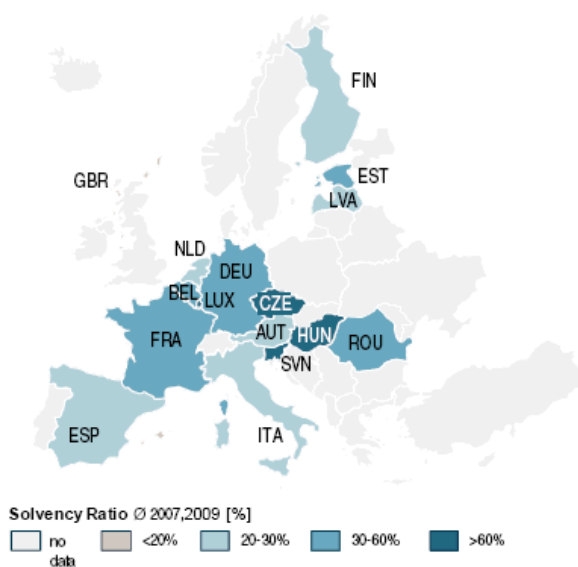 FIN
GBR
EST
LVA
NLD
DEU
BEL
LUX
CZE
AUT
HUN
FRA
ROU
SVN
ESP
ITA
Solvency Ratio Ø 2007,2009 [%]
no data
<20%
20-30%
30-60%
>60%